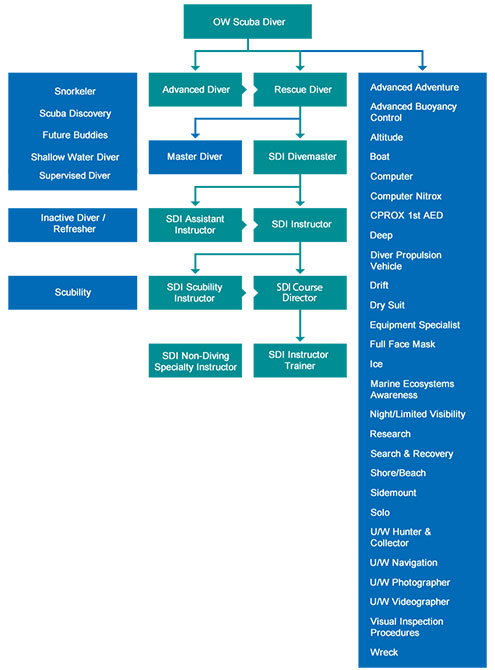 OW Scuba Diver
Snorkeler
Scuba Discovery
Future Buddies
Shallow Water Diver
Supervised Diver
Advanced Diver
Rescue Diver
Master Diver
SDI Divemaster
Inactive Diver /
Refresher
SDI Assistant
Instructor
SDI Instructor
Scubility
SDI Scubility
Instructor
SDI Course
Director
SDI Non-Diving
Specialty Instructor
SDI Instructor
Trainer
Advanced Adventure
Advanced Buoyancy
Control
Altitude
Boat
Computer
Computer Nitrox
CPROX 1st AED
Deep
Diver Propulsion
Vehicle
Drift
Dry Suit
Equipment Specialist
Full Face Mask
Ice
Marine Ecosystems
Awareness
Night/Limited Visibility
Research
Search & Recovery
Shore/Beach
Sidemount
Solo
U/W Hunter &
Collector
U/W Navigation
U/W Photographer
U/W Videographer
Visual Inspection
Procedures
Wreck